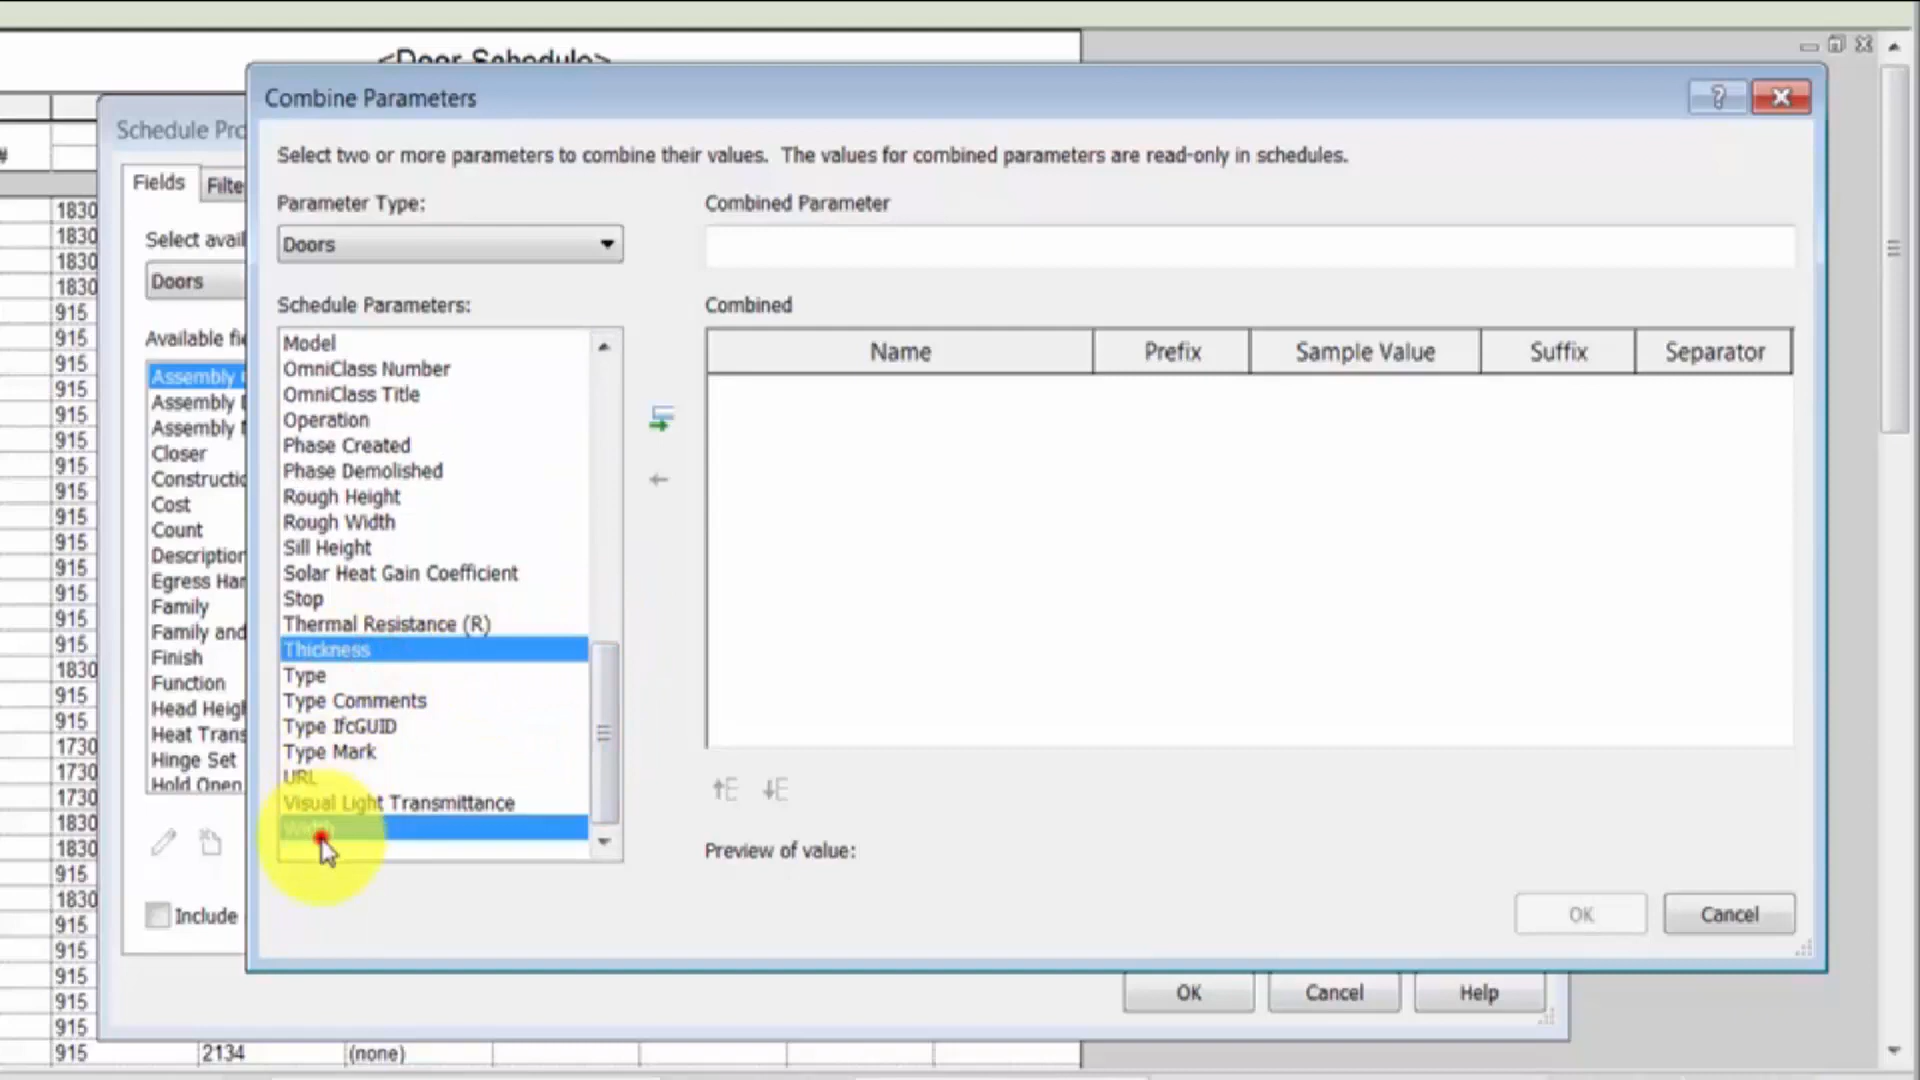 <Door Schedule>
Combine Parameters
?
Schedule Pro
Select two or more parameters to combine their values. The values for combined parameters are read-only in schedules.
#
Fields
Filte
Parameter Type:
Combined Parameter
Doors
Select avail
Doors
Schedule Parameters:
Combined
Available fie
Name
Prefix
Sample Value
Suffix
Separator
Model
OmniClass Number
OmniClass Title
Operation
Phase Created
Phase Demolished
Rough Height
Rough Width
Sill Height
Solar Heat Gain Coefficient
Stop
Thermal Resistance (R)
Thickness
Type
Type Comments
Type IfcGUID
Type Mark
URL
Visual Light Transmittance
Width
Assembly
Assembly
Assembly
Closer
Constructio
Cost
Count
Description
Egress Har
Family
Family and
Finish
Function
Head Heigh
Heat Trans
Hinge Set
Hold Open
Include
Preview of value:
OK
Cancel
OK
Cancel
Help
1830
1830
1830
1830
915
915
915
915
915
915
915
915
915
915
915
915
915
915
1830
915
915
1730
1730
1730
1830
1830
915
1830
915
915
915
915
915
915 2134 (none)